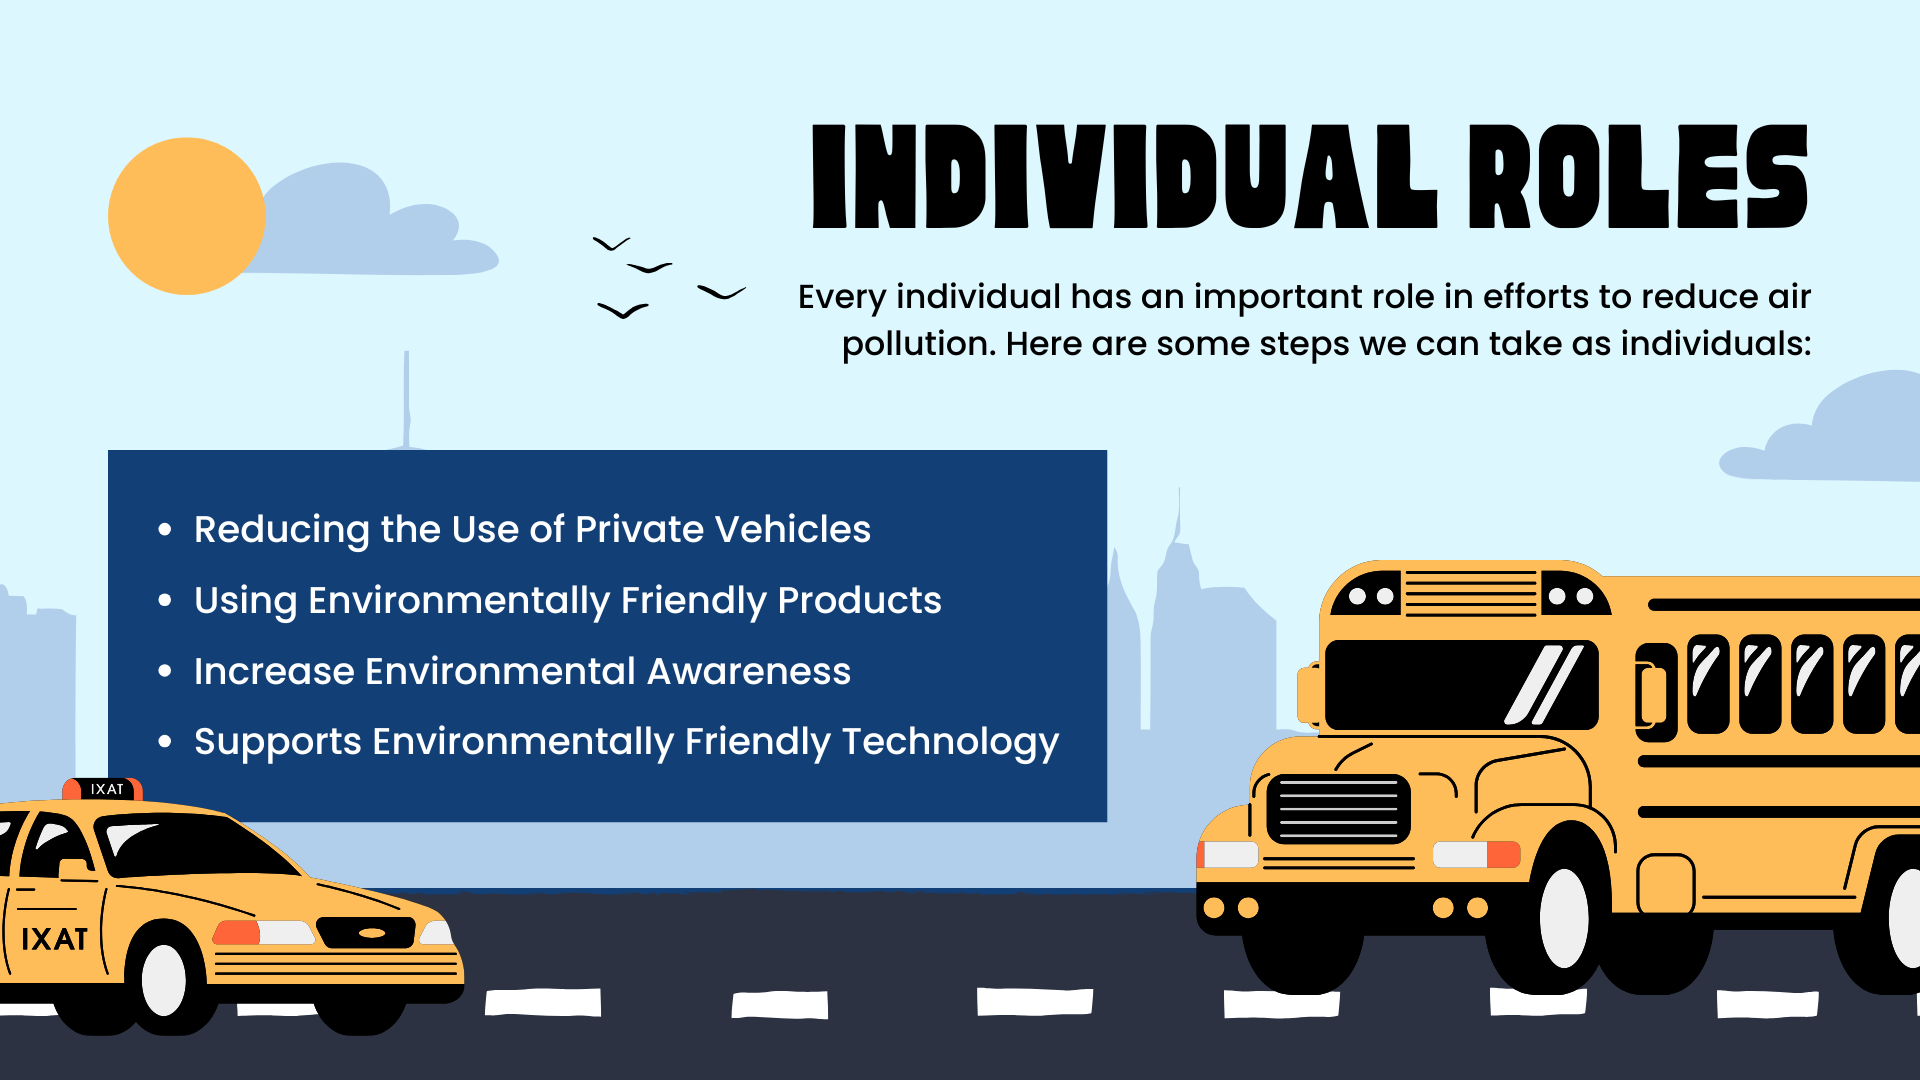 INDIVIDUAL ROLES
Every individual has an important role in efforts to reduce air
pollution. Here are some steps we can take as individuals:
• Reducing the Use of Private Vehicles
• Using Environmentally Friendly Products
• Increase Environmental Awareness
• Supports Environmentally Friendly Technology
IXAT
IXAT